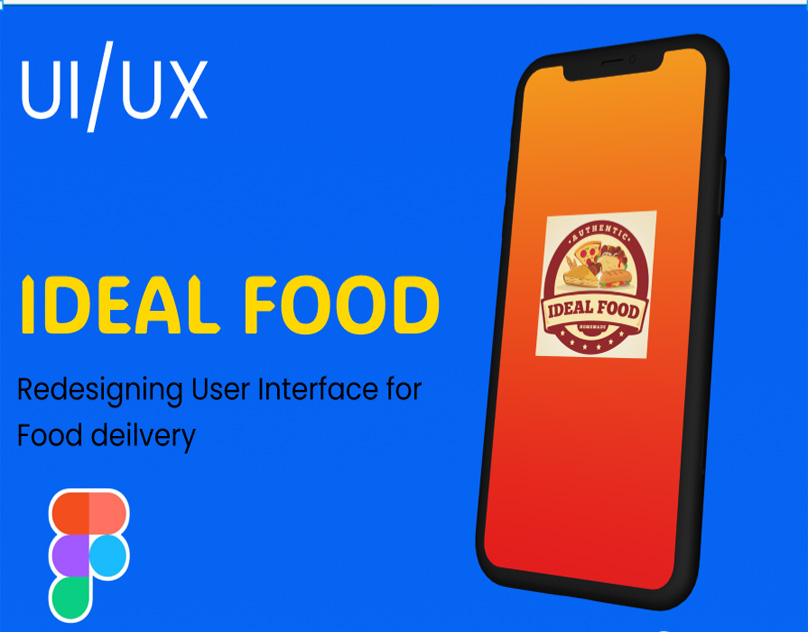 UI/UX
IDEAL FOOD
Redesigning User Interface for
Food deilvery
AUTHENTIC
IDEAL FOOD
HOMEMADE